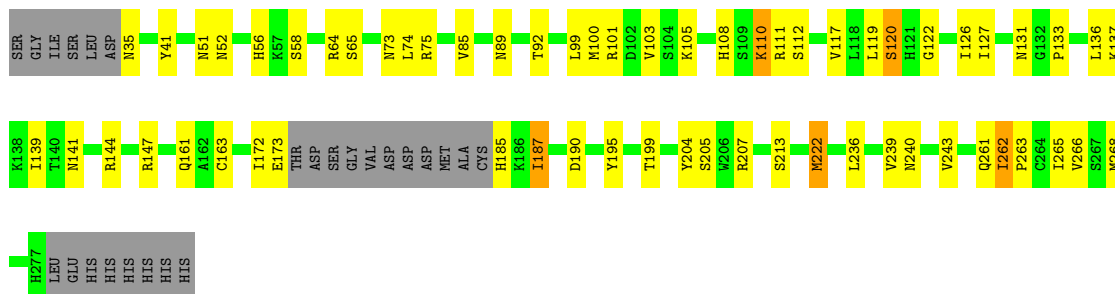 SER GLY ILE SER LEU ASP N35 Y41 N51 N52 H56 K57 S58 R64 S65 N73 L74 R75 V85 N89 T92 L99 M100 R101 D102 V103 S104 K105 H108 S109 K110 R111 S112 V117 L118 L119 S120 H121 G122 I126 I127 N131 G132 P133 L136 K137
K138 I139 T140 N141 R144 R147 Q161 A162 C163 I172 E173 THR ASP SER GLY VAL ASP ASP ASP MET ALA CYS H185 K186 I187 D190 Y195 T199 Y204 S205 W206 R207 S213 M222 L236 V239 N240 V243 Q261 I262 P263 C264 I265 V266 S267 M268
H277 LEU GLU HIS HIS HIS HIS HIS HIS